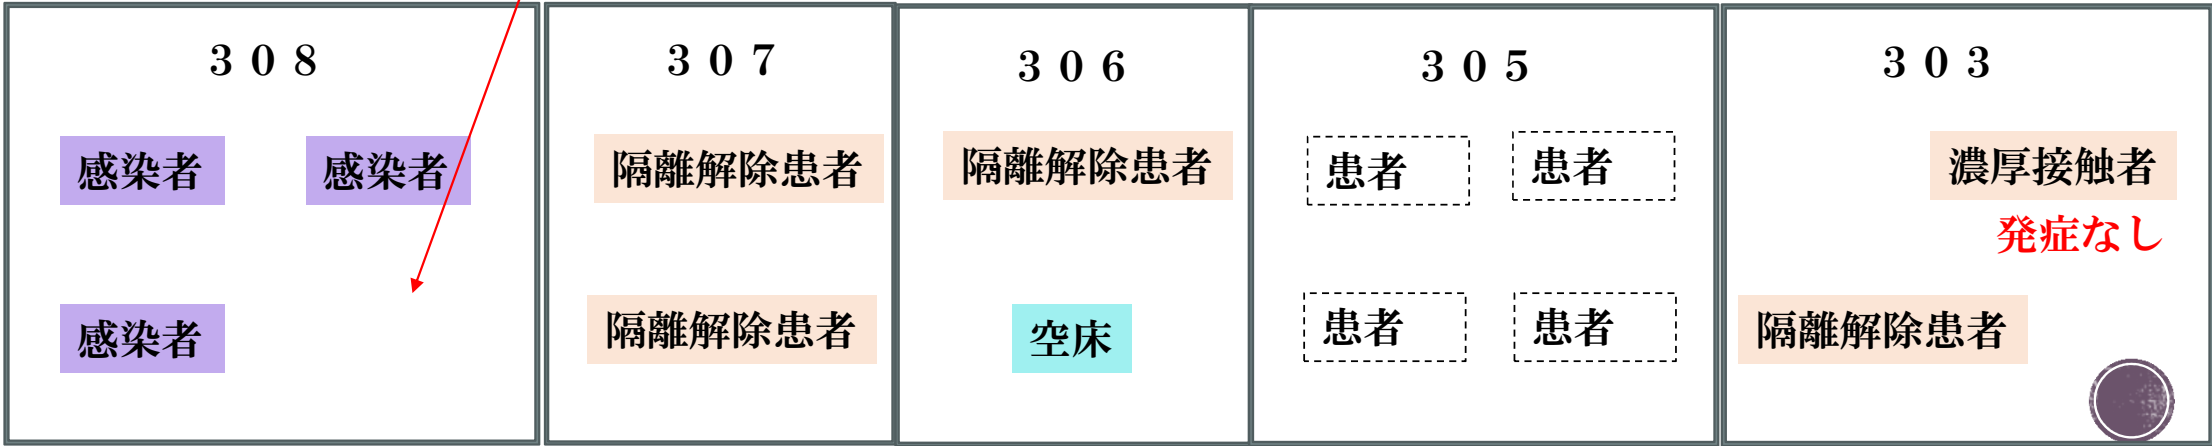 ３０８
感染者
感染者
感染者
３０７
隔離解除患者
隔離解除患者
３０６
隔離解除患者
空床
３０５
患者
患者
患者
患者
３０３
濃厚接触者
発症なし
隔離解除患者